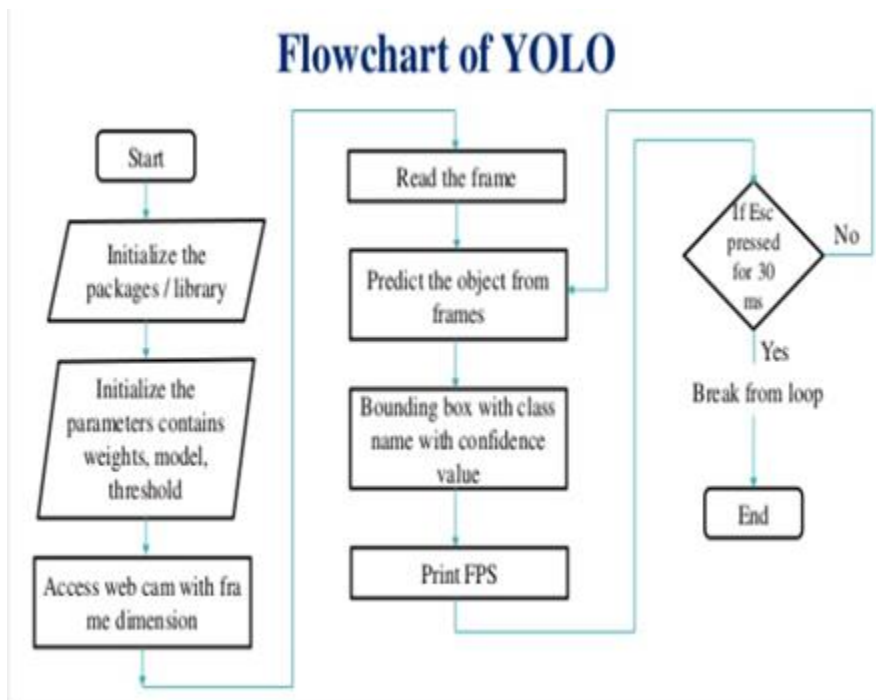 Flowchart of YOLO
Start
Initialize the
packages / library
Initialize the
parameters contains
weights, model,
threshold
Access web cam with fra
me dimension
Read the frame
Predict the object from
frames
Bounding box with class
name with confidence
value
Print FPS
If Esc
pressed
for 30
ms
No
Yes
Break from loop
End